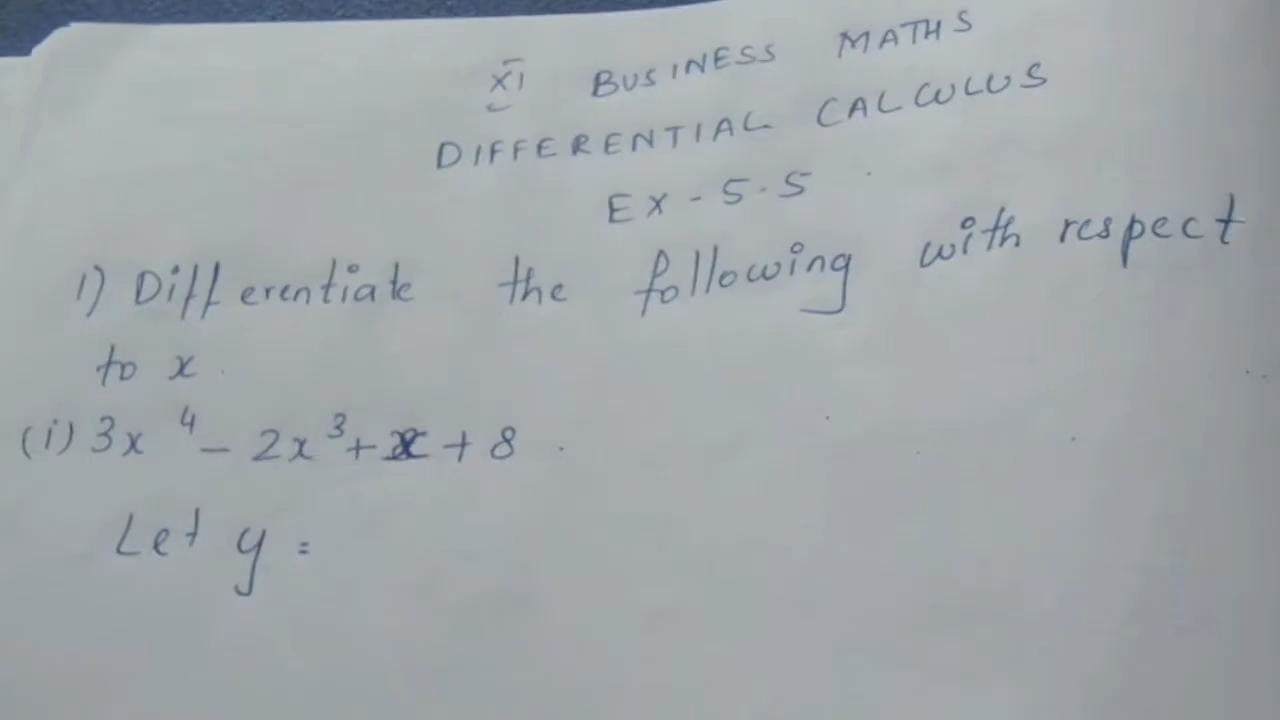 XI BUSINESS MATHS
DIFFERENTIAL CALCULUS
EX - 5.5
1) Differentiate the following with respect
to x.
(i) 3x⁴ - 2x³ + x + 8.
Let y =